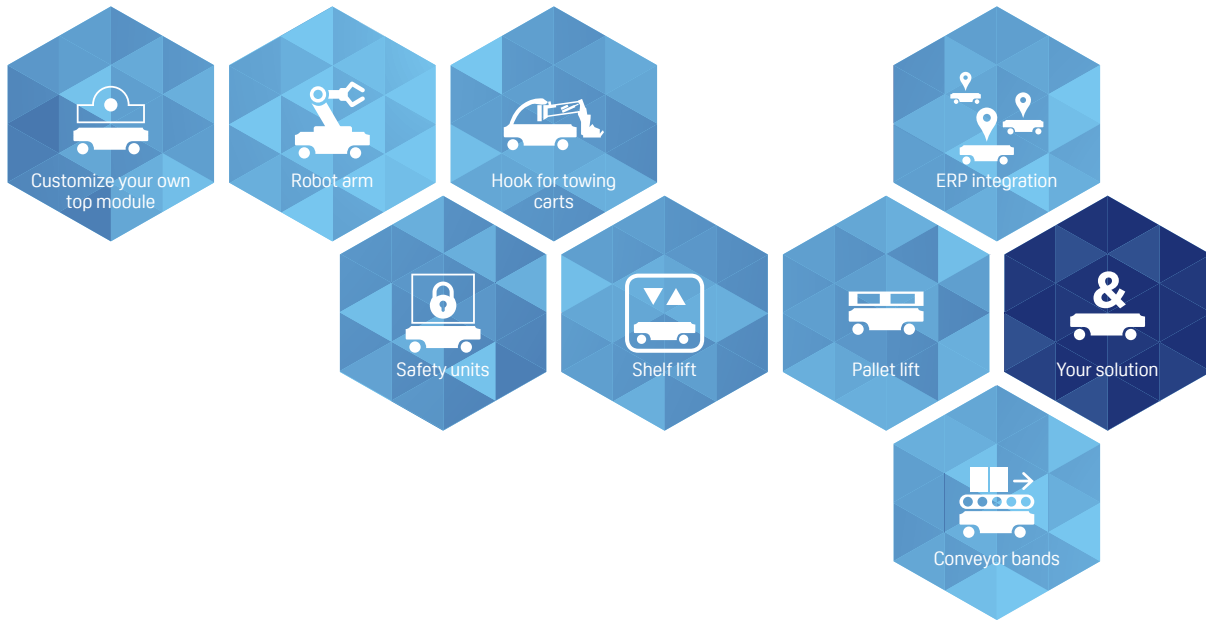 Customize your own
top module
Robot arm
Hook for towing
carts
ERP integration
Safety units
Shelf lift
Pallet lift
&
Your solution
Conveyor bands